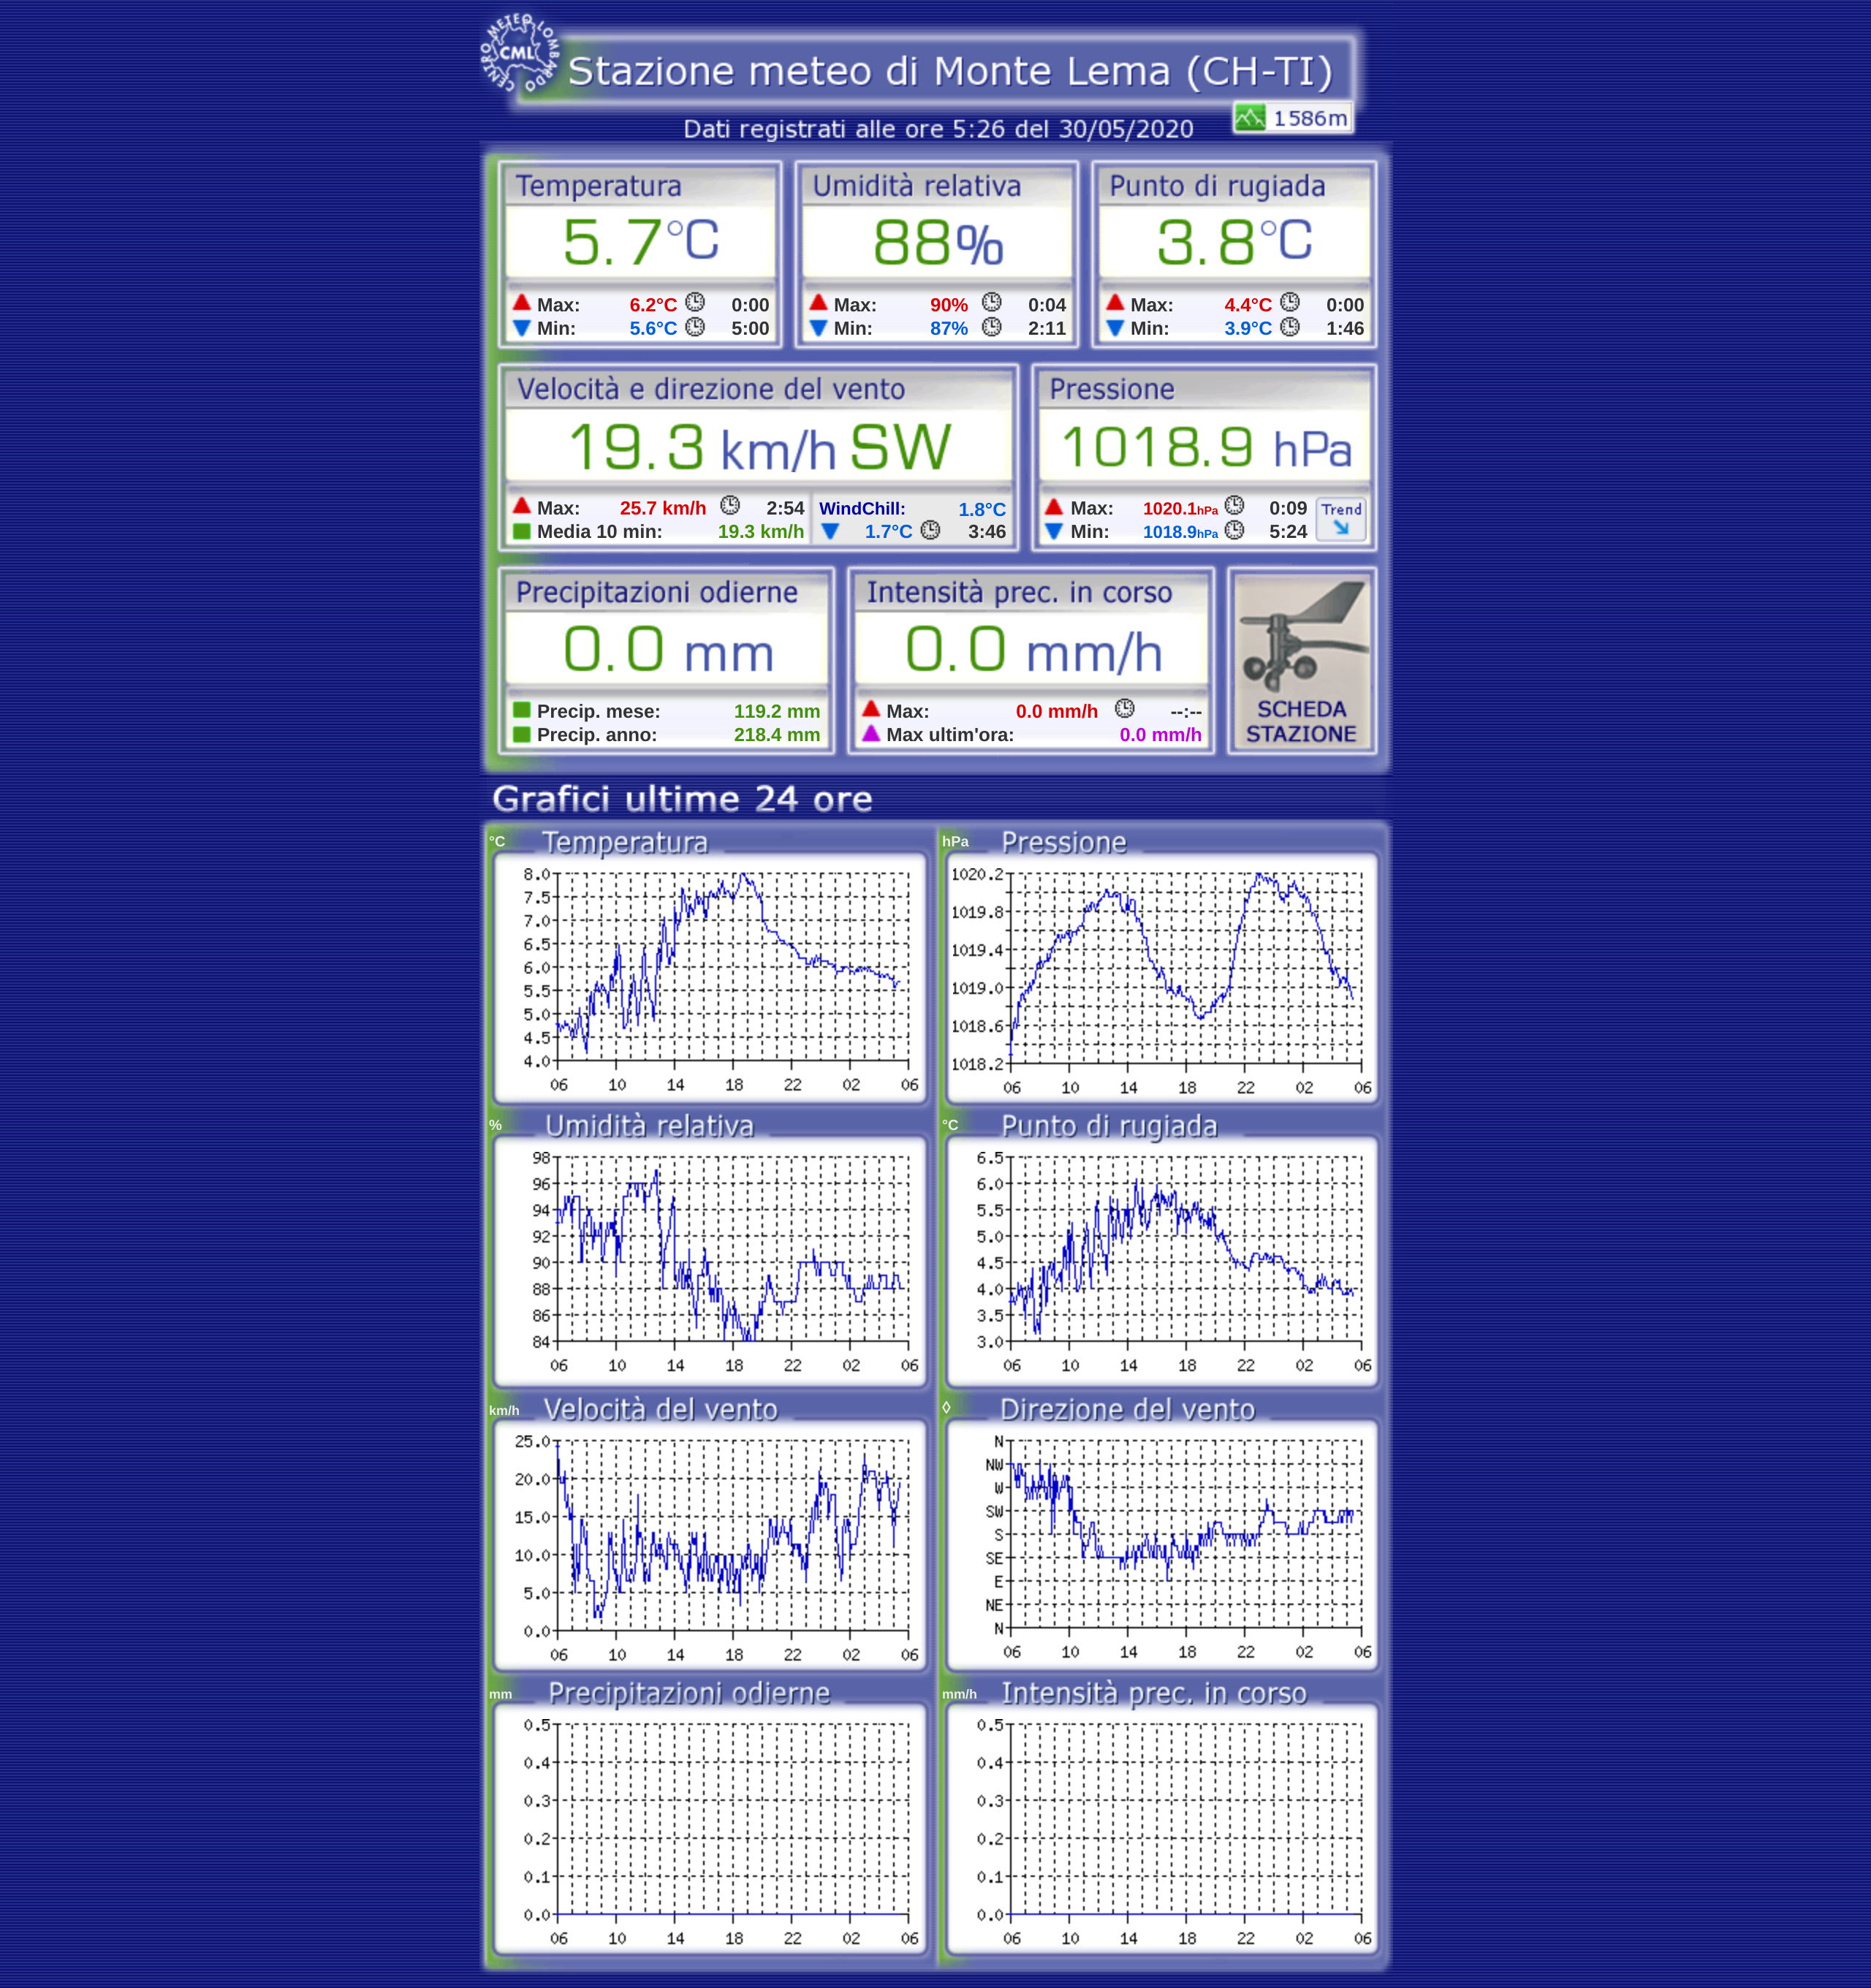 CENTRO METEO LOMBARDO
CML
Stazione meteo di Monte Lema (CH-TI)
1586m
Dati registrati alle ore 5:26 del 30/05/2020
Temperatura Umidità relativa Punto di rugiada
5.7°C 88% 3.8°C
Max: 6.2°C 0:00 Max: 90% 0:04 Max: 4.4°C 0:00
Min: 5.6°C 5:00 Min: 87% 2:11 Min: 3.9°C 1:46
Velocità e direzione del vento Pressione
19.3 km/h SW 1018.9 hPa
Max: 25.7 km/h 2:54 WindChill: 1.8°C Max: 1020.1hPa 0:09 Trend
Media 10 min: 19.3 km/h 1.7°C 3:46 Min: 1018.9hPa 5:24
Precipitazioni odierne Intensità prec. in corso
0.0 mm 0.0 mm/h
Precip. mese: 119.2 mm Max: 0.0 mm/h --:-- SCHEDA
Precip. anno: 218.4 mm Max ultim'ora: 0.0 mm/h STAZIONE
Grafici ultime 24 ore
°C Temperatura
8.0
7.5
7.0
6.5
6.0
5.5
5.0
4.5
4.0
06 10 14 18 22 02 06
hPa Pressione
1020.2
1019.8
1019.4
1019.0
1018.6
1018.2
06 10 14 18 22 02 06
% Umidità relativa
98
96
94
92
90
88
86
84
06 10 14 18 22 02 06
°C Punto di rugiada
6.5
6.0
5.5
5.0
4.5
4.0
3.5
3.0
06 10 14 18 22 02 06
km/h Velocità del vento
25.0
20.0
15.0
10.0
5.0
0.0
06 10 14 18 22 02 06
◊ Direzione del vento
N
NW
W
SW
S
SE
E
NE
N
06 10 14 18 22 02 06
mm Precipitazioni odierne
0.5
0.4
0.3
0.2
0.1
0.0
06 10 14 18 22 02 06
mm/h Intensità prec. in corso
0.5
0.4
0.3
0.2
0.1
0.0
06 10 14 18 22 02 06